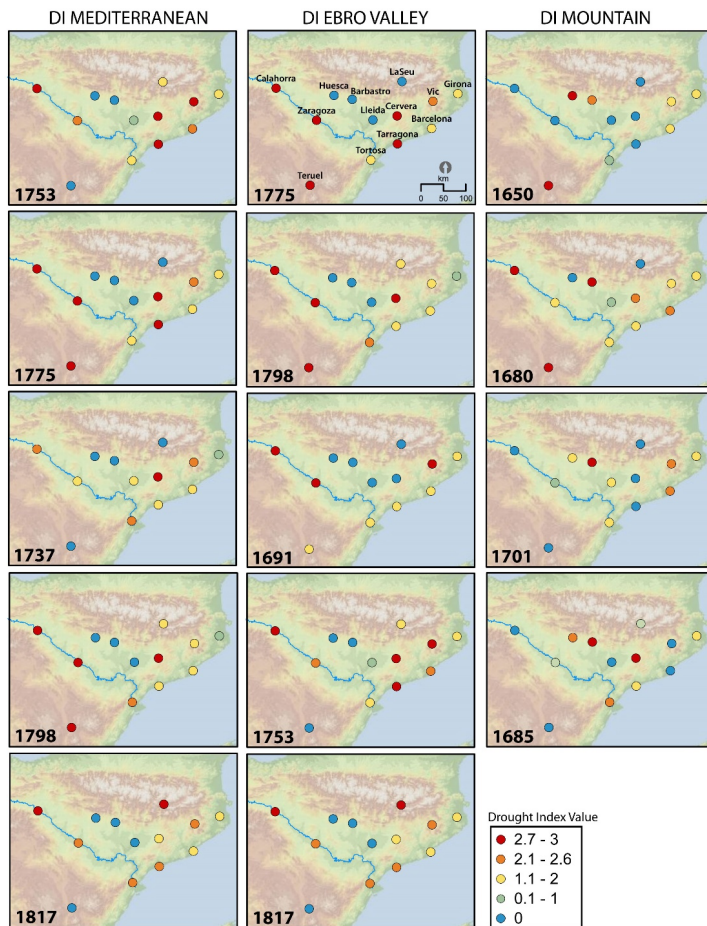 DI MEDITERRANEAN
DI EBRO VALLEY
DI MOUNTAIN
1753
Calahorra
Huesca
LaSeu
Barbastro
Vic
Girona
Zaragoza
Lleida
Cervera
Barcelona
Tarragona
Tortosa
Teruel
km
0 50 100
1775
1650
1775
1798
1680
1737
1691
1701
1798
1753
1685
1817
1817
Drought Index Value
2.7 - 3
2.1 - 2.6
1.1 - 2
0.1 - 1
0